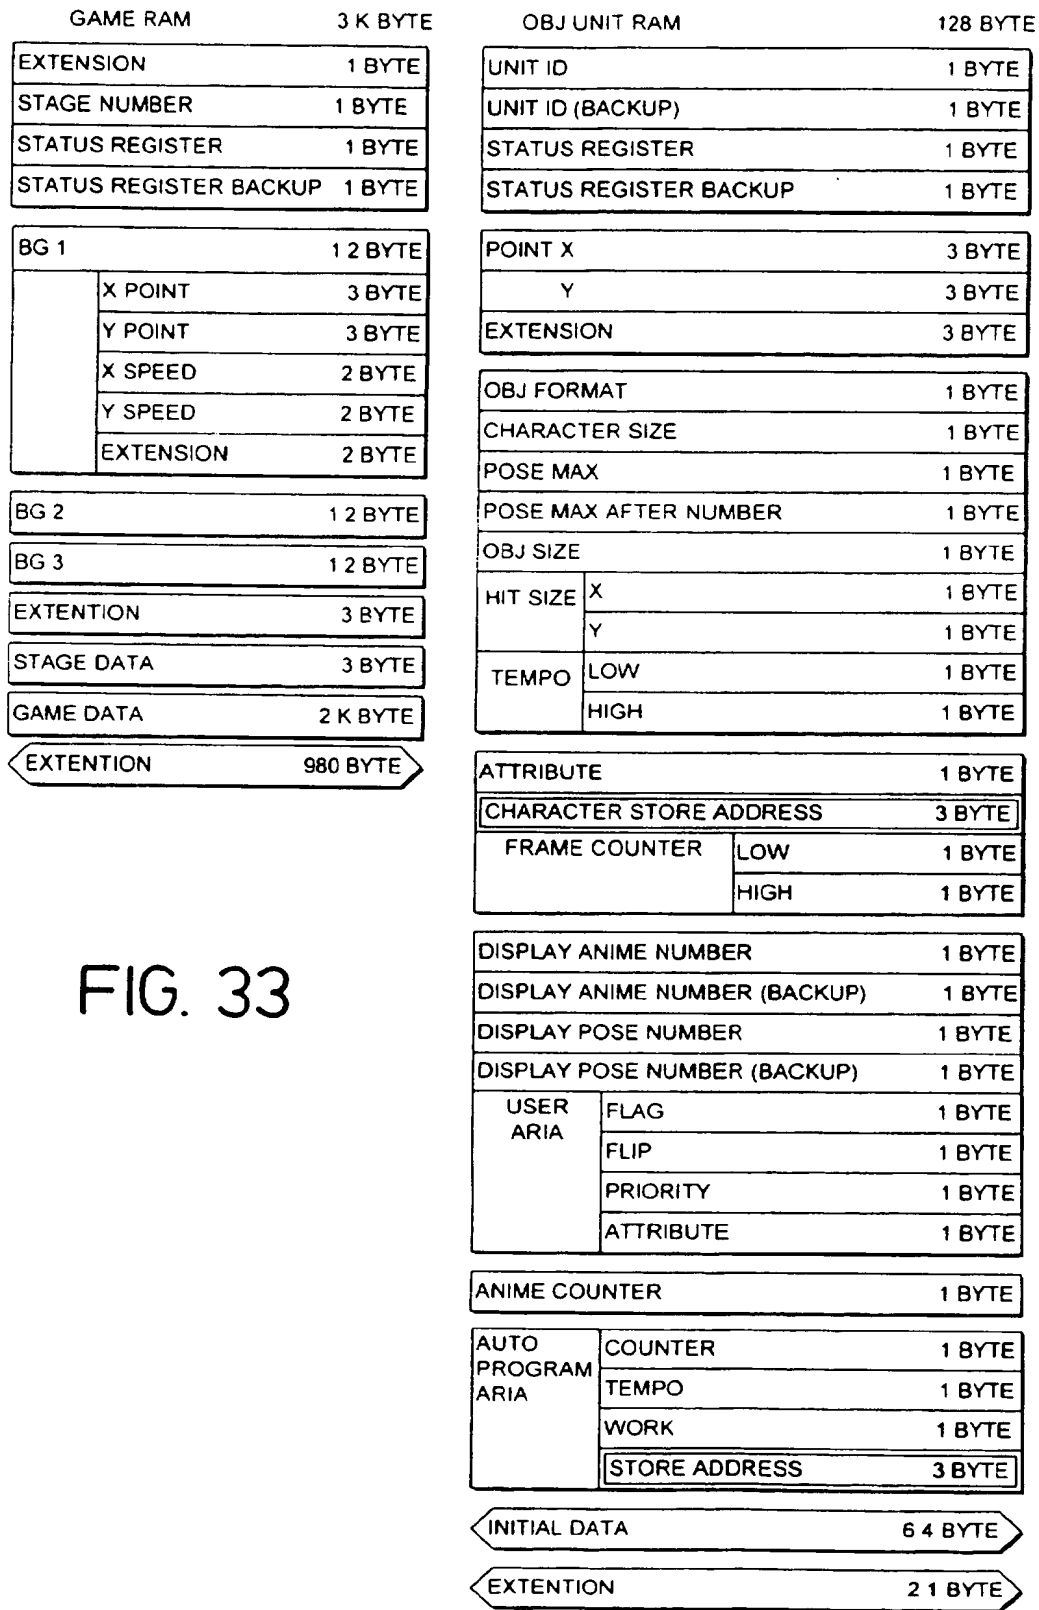 GAME RAM 3 K BYTE
EXTENSION 1 BYTE
STAGE NUMBER 1 BYTE
STATUS REGISTER 1 BYTE
STATUS REGISTER BACKUP 1 BYTE
BG 1 1 2 BYTE
X POINT 3 BYTE
Y POINT 3 BYTE
X SPEED 2 BYTE
Y SPEED 2 BYTE
EXTENSION 2 BYTE
BG 2 1 2 BYTE
BG 3 1 2 BYTE
EXTENTION 3 BYTE
STAGE DATA 3 BYTE
GAME DATA 2 K BYTE
EXTENTION 980 BYTE
FIG. 33
OBJ UNIT RAM 128 BYTE
UNIT ID 1 BYTE
UNIT ID (BACKUP) 1 BYTE
STATUS REGISTER 1 BYTE
STATUS REGISTER BACKUP 1 BYTE
POINT X 3 BYTE
Y 3 BYTE
EXTENSION 3 BYTE
OBJ FORMAT 1 BYTE
CHARACTER SIZE 1 BYTE
POSE MAX 1 BYTE
POSE MAX AFTER NUMBER 1 BYTE
OBJ SIZE 1 BYTE
HIT SIZE X 1 BYTE
Y 1 BYTE
TEMPO LOW 1 BYTE
HIGH 1 BYTE
ATTRIBUTE 1 BYTE
CHARACTER STORE ADDRESS 3 BYTE
FRAME COUNTER LOW 1 BYTE
HIGH 1 BYTE
DISPLAY ANIME NUMBER 1 BYTE
DISPLAY ANIME NUMBER (BACKUP) 1 BYTE
DISPLAY POSE NUMBER 1 BYTE
DISPLAY POSE NUMBER (BACKUP) 1 BYTE
USER ARIA FLAG 1 BYTE
FLIP 1 BYTE
PRIORITY 1 BYTE
ATTRIBUTE 1 BYTE
ANIME COUNTER 1 BYTE
AUTO PROGRAM ARIA COUNTER 1 BYTE
TEMPO 1 BYTE
WORK 1 BYTE
STORE ADDRESS 3 BYTE
INITIAL DATA 6 4 BYTE
EXTENTION 2 1 BYTE